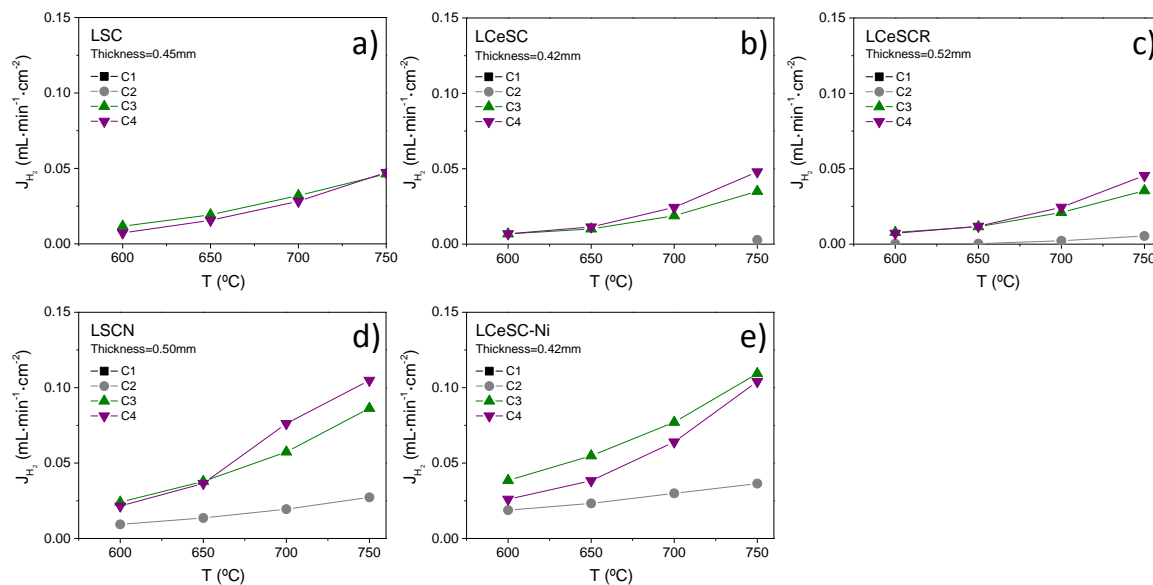 LSC
a)
Thickness=0.45mm
C1
C2
C3
C4
0.15
0.10
0.05
0.00
J_H₂ (mL·min⁻¹·cm⁻²)
600 650 700 750
T (ºC)
LCeSC
b)
Thickness=0.42mm
C1
C2
C3
C4
0.15
0.10
0.05
0.00
J_H₂ (mL·min⁻¹·cm⁻²)
600 650 700 750
T (ºC)
LCeSCR
c)
Thickness=0.52mm
C1
C2
C3
C4
0.15
0.10
0.05
0.00
J_H₂ (mL·min⁻¹·cm⁻²)
600 650 700 750
T (ºC)
LSCN
d)
Thickness=0.50mm
C1
C2
C3
C4
0.15
0.10
0.05
0.00
J_H₂ (mL·min⁻¹·cm⁻²)
600 650 700 750
T (ºC)
LCeSC-Ni
e)
Thickness=0.42mm
C1
C2
C3
C4
0.15
0.10
0.05
0.00
J_H₂ (mL·min⁻¹·cm⁻²)
600 650 700 750
T (ºC)